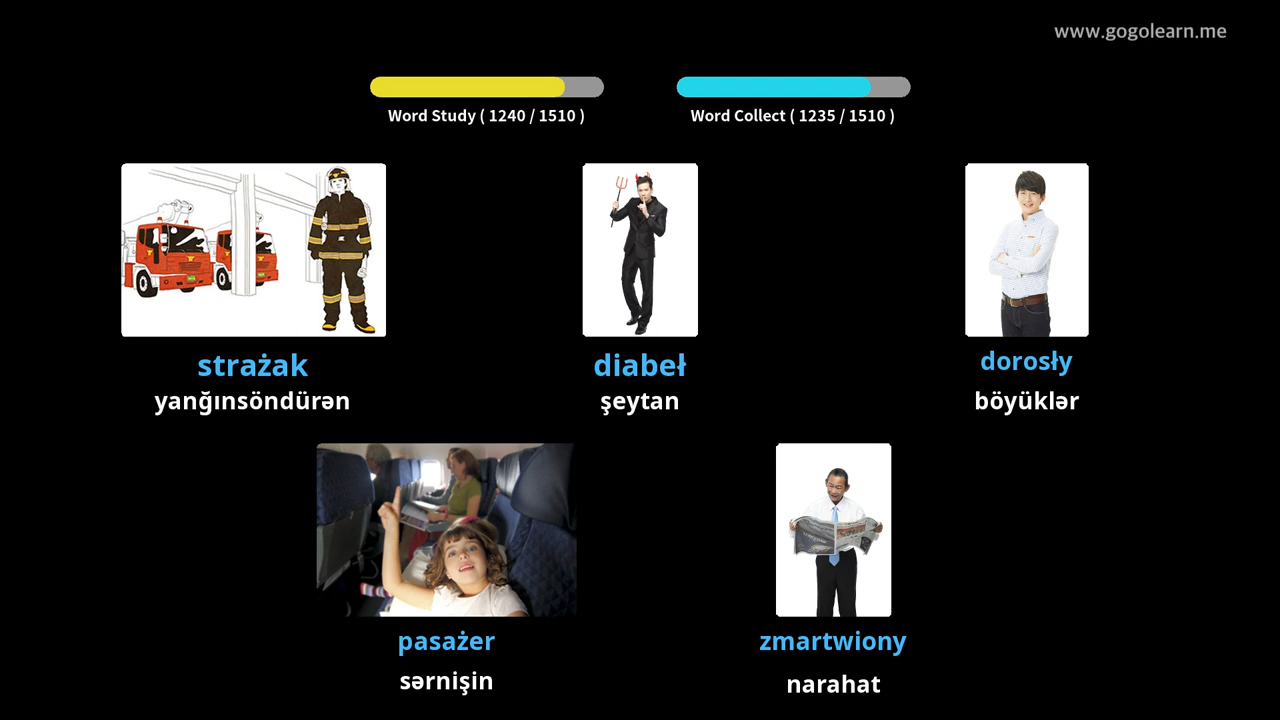 www.gogolearn.me
Word Study ( 1240 / 1510 )
Word Collect ( 1235 / 1510 )
strażak
diabeł
dorosły
yanğınsöndürən
şeytan
böyüklər
pasażer
zmartwiony
sərnişin
narahat